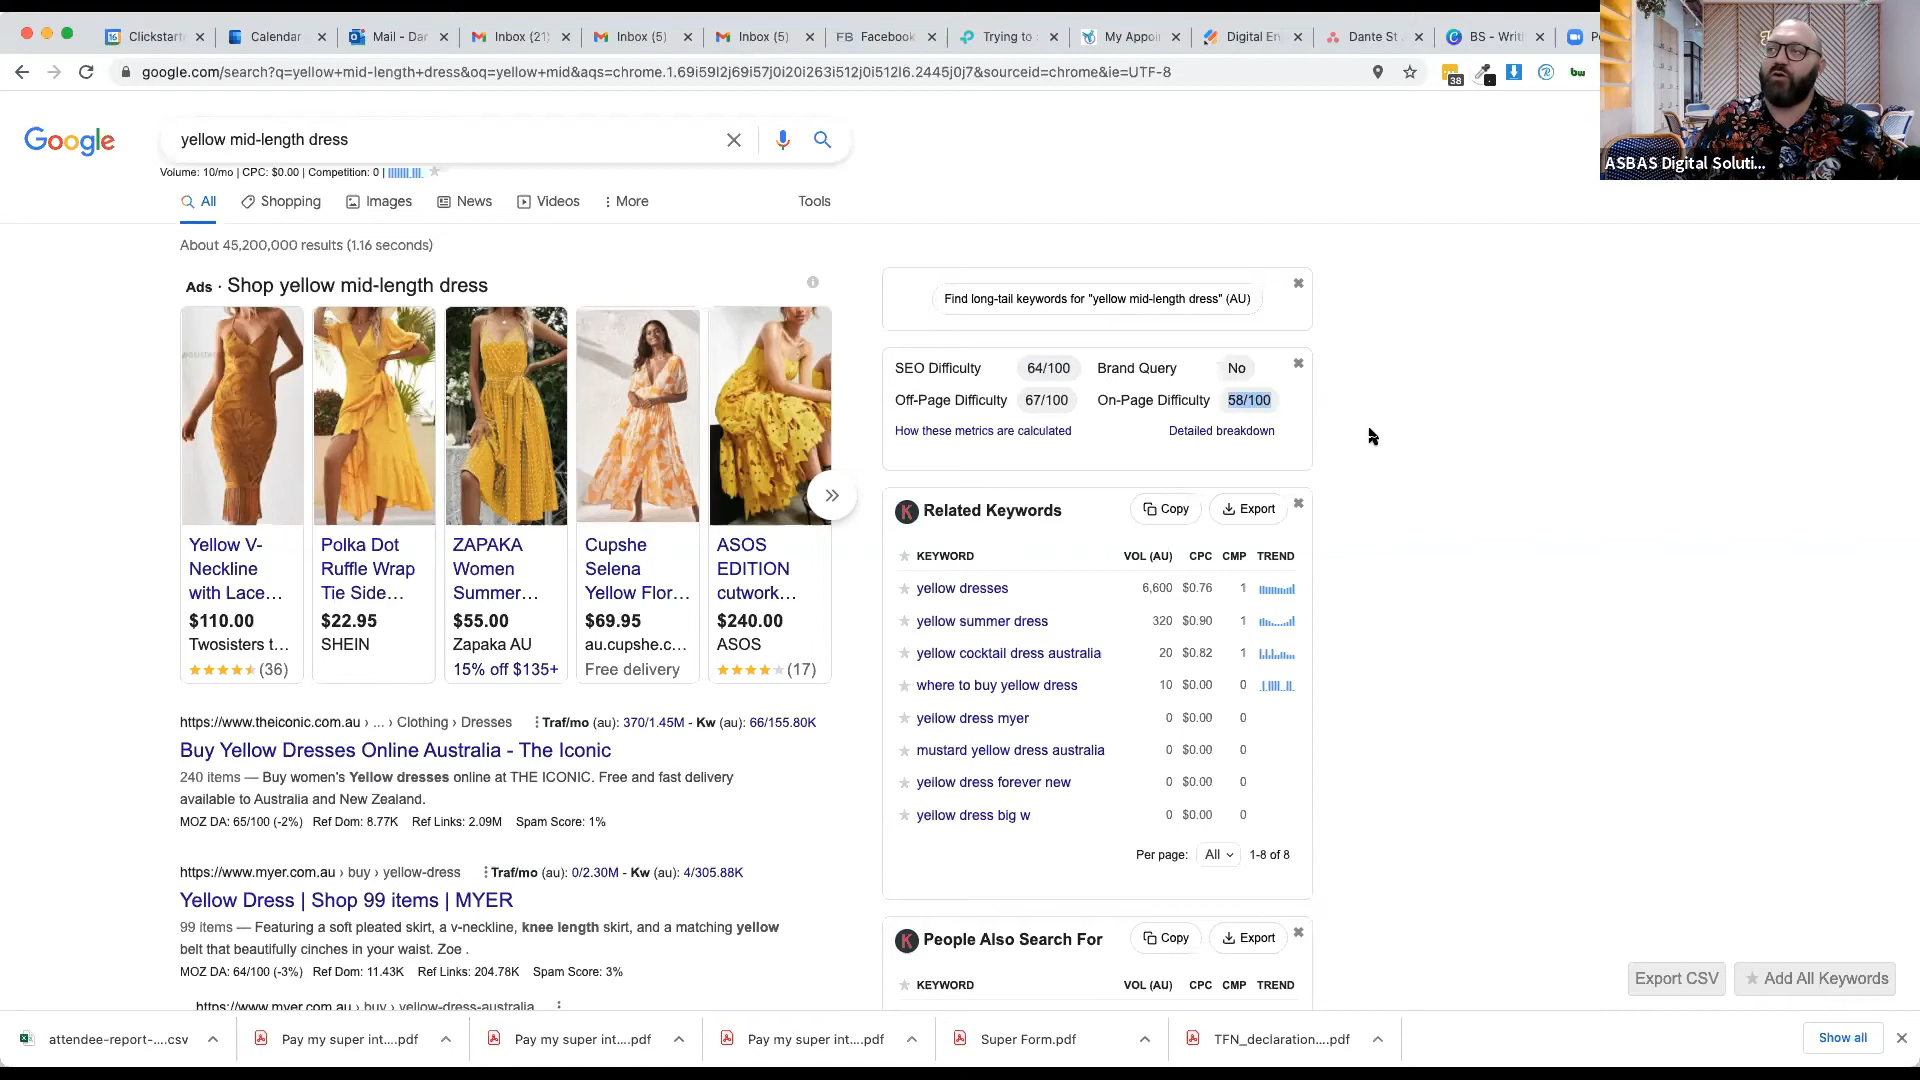 Clickstart
Calendar
Mail - Dan
Inbox (21)
Inbox (5)
Inbox (5)
FB Facebook
Trying to
My Appoi
Digital En
Dante St
BS - Writi
google.com/search?q=yellow+mid-length+dress&oq=yellow+mid&aqs=chrome.1.69i59l2j69i57j0i20i263i512j0i512l6.2445j0j7&sourceid=chrome&ie=UTF-8
38
bw
ASBAS Digital Soluti...
Google
yellow mid-length dress
Volume: 10/mo | CPC: $0.00 | Competition: 0 |
All
Shopping
Images
News
Videos
More
Tools
About 45,200,000 results (1.16 seconds)
Ads · Shop yellow mid-length dress
Yellow V-
Neckline
with Lace...
$110.00
Twosisters t...
(36)
Polka Dot
Ruffle Wrap
Tie Side...
$22.95
SHEIN
ZAPAKA
Women
Summer...
$55.00
Zapaka AU
15% off $135+
Cupshe
Selena
Yellow Flor...
$69.95
au.cupshe.c...
Free delivery
ASOS
EDITION
cutwork...
$240.00
ASOS
(17)
https://www.theiconic.com.au › ... › Clothing › Dresses
Traf/mo (au): 370/1.45M - Kw (au): 66/155.80K
Buy Yellow Dresses Online Australia - The Iconic
240 items — Buy women's Yellow dresses online at THE ICONIC. Free and fast delivery
available to Australia and New Zealand.
MOZ DA: 65/100 (-2%) Ref Dom: 8.77K Ref Links: 2.09M Spam Score: 1%
https://www.myer.com.au › buy › yellow-dress
Traf/mo (au): 0/2.30M - Kw (au): 4/305.88K
Yellow Dress | Shop 99 items | MYER
99 items — Featuring a soft pleated skirt, a v-neckline, knee length skirt, and a matching yellow
belt that beautifully cinches in your waist. Zoe .
MOZ DA: 64/100 (-3%) Ref Dom: 11.43K Ref Links: 204.78K Spam Score: 3%
https://www.myer.com.au › buy › yellow-dress-australia
Find long-tail keywords for "yellow mid-length dress" (AU)
SEO Difficulty 64/100 Brand Query No
Off-Page Difficulty 67/100 On-Page Difficulty 58/100
How these metrics are calculated
Detailed breakdown
K Related Keywords
Copy
Export
KEYWORD VOL (AU) CPC CMP TREND
yellow dresses 6,600 $0.76 1
yellow summer dress 320 $0.90 1
yellow cocktail dress australia 20 $0.82 1
where to buy yellow dress 10 $0.00 0
yellow dress myer 0 $0.00 0
mustard yellow dress australia 0 $0.00 0
yellow dress forever new 0 $0.00 0
yellow dress big w 0 $0.00 0
Per page: All 1-8 of 8
K People Also Search For
Copy
Export
KEYWORD VOL (AU) CPC CMP TREND
Export CSV
Add All Keywords
attendee-report-....csv
Pay my super int....pdf
Pay my super int....pdf
Pay my super int....pdf
Super Form.pdf
TFN_declaration....pdf
Show all